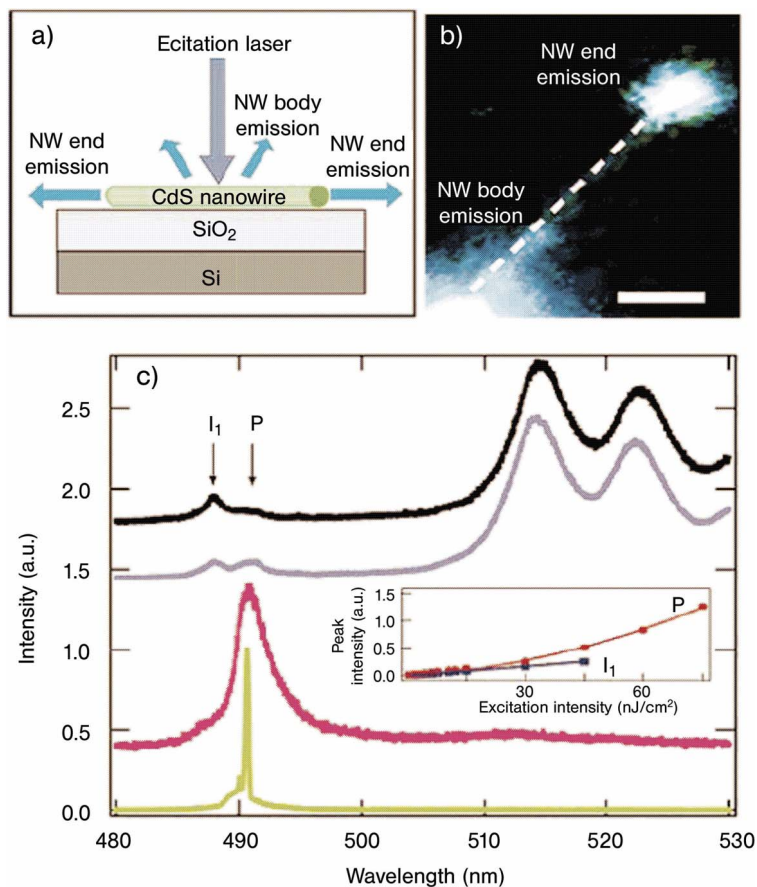 a)
Ecitation laser
NW body
emission
NW end
emission
NW end
emission
CdS nanowire
SiO2
Si
b)
NW end
emission
NW body
emission
c)
I1
P
2.5
2.0
1.5
1.0
0.5
0.0
Intensity (a.u.)
480
490
500
510
520
530
Wavelength (nm)
1.5
1.0
0.5
0.0
Peak
intensity (a.u.)
P
I1
30
60
Excitation intensity (nJ/cm2)